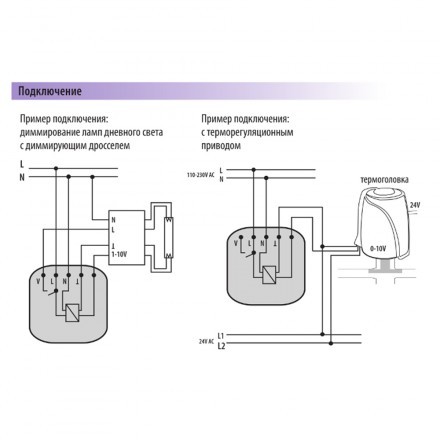 Подключение
Пример подключения:
диммирование ламп дневного света
с диммирующим дросселем
L
N
N
L
1-10V
V L N
Пример подключения:
с терморегуляционным
приводом
110-230V AC
L
N
термоголовка
24V
0-10V
V L N
24V AC
L1
L2